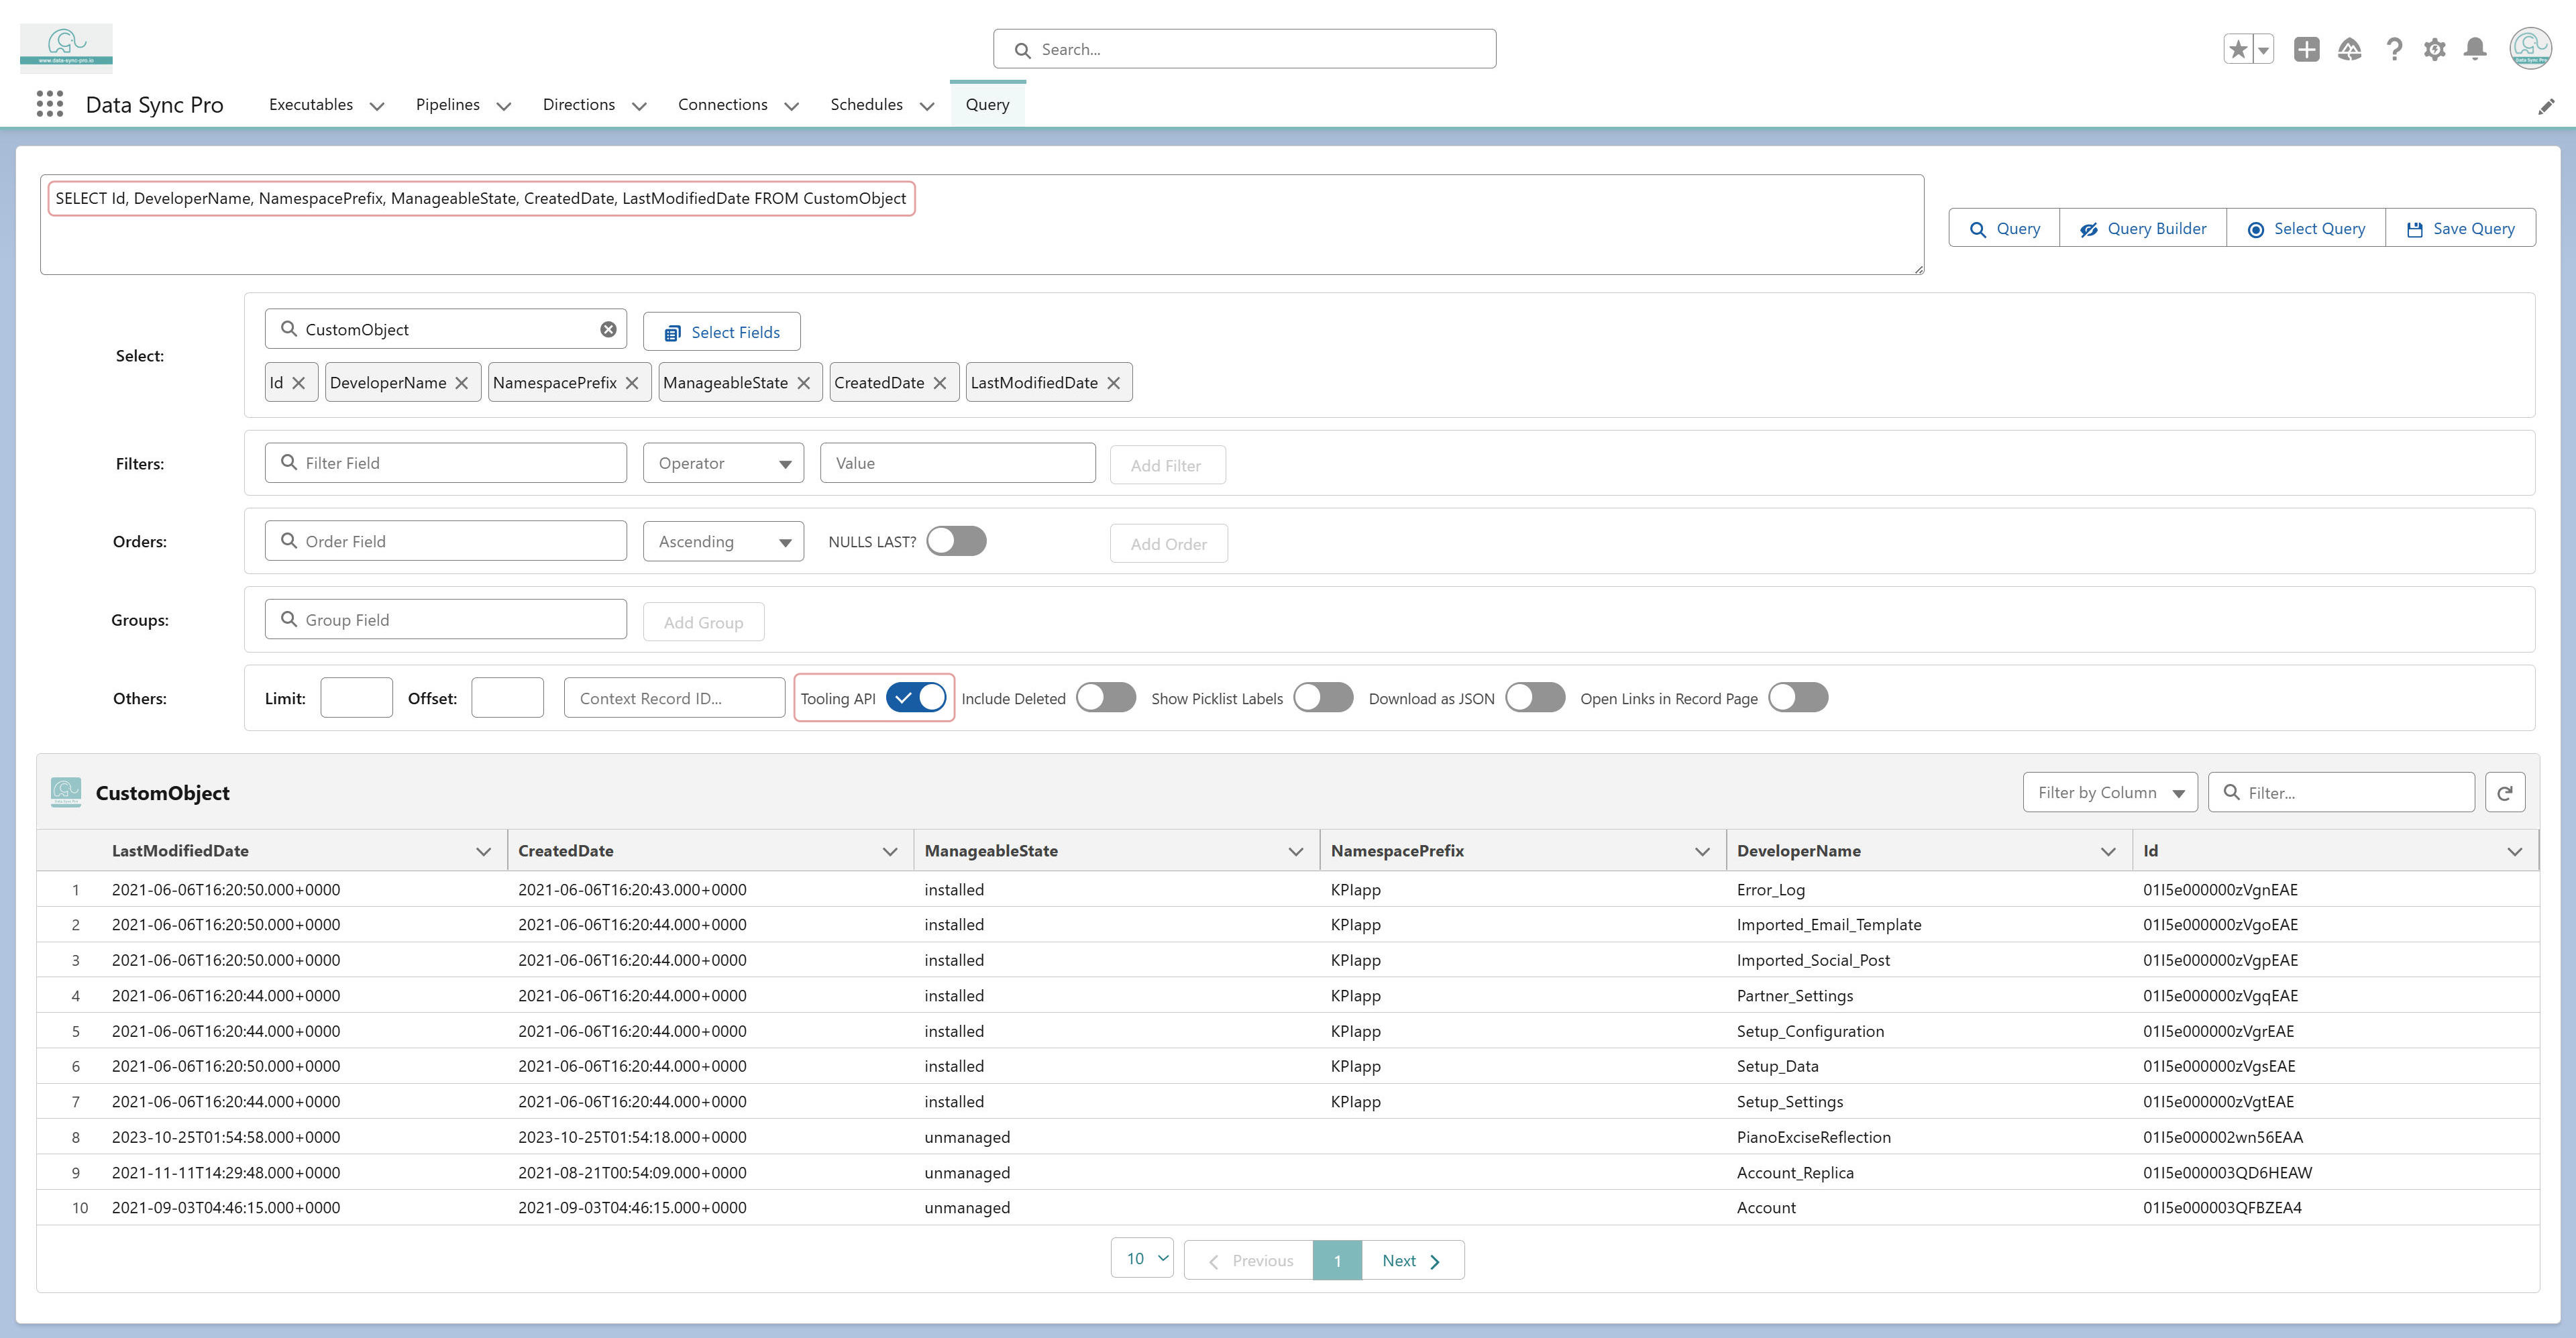 www.data-sync-pro.io
Search...
Data Sync Pro
Executables
Pipelines
Directions
Connections
Schedules
Query
SELECT Id, DeveloperName, NamespacePrefix, ManageableState, CreatedDate, LastModifiedDate FROM CustomObject
Query
Query Builder
Select Query
Save Query
Select:
CustomObject
Select Fields
Id
DeveloperName
NamespacePrefix
ManageableState
CreatedDate
LastModifiedDate
Filters:
Filter Field
Operator
Value
Add Filter
Orders:
Order Field
Ascending
NULLS LAST?
Add Order
Groups:
Group Field
Add Group
Others:
Limit:
Offset:
Context Record ID...
Tooling API
Include Deleted
Show Picklist Labels
Download as JSON
Open Links in Record Page
CustomObject
Filter by Column
Filter...
LastModifiedDate CreatedDate ManageableState NamespacePrefix DeveloperName Id
1 2021-06-06T16:20:50.000+0000 2021-06-06T16:20:43.000+0000 installed KPIapp Error_Log 01I5e000000zVgnEAE
2 2021-06-06T16:20:50.000+0000 2021-06-06T16:20:44.000+0000 installed KPIapp Imported_Email_Template 01I5e000000zVgoEAE
3 2021-06-06T16:20:50.000+0000 2021-06-06T16:20:44.000+0000 installed KPIapp Imported_Social_Post 01I5e000000zVgpEAE
4 2021-06-06T16:20:44.000+0000 2021-06-06T16:20:44.000+0000 installed KPIapp Partner_Settings 01I5e000000zVgqEAE
5 2021-06-06T16:20:44.000+0000 2021-06-06T16:20:44.000+0000 installed KPIapp Setup_Configuration 01I5e000000zVgrEAE
6 2021-06-06T16:20:50.000+0000 2021-06-06T16:20:44.000+0000 installed KPIapp Setup_Data 01I5e000000zVgsEAE
7 2021-06-06T16:20:44.000+0000 2021-06-06T16:20:44.000+0000 installed KPIapp Setup_Settings 01I5e000000zVgtEAE
8 2023-10-25T01:54:58.000+0000 2023-10-25T01:54:18.000+0000 unmanaged PianoExciseReflection 01I5e000002wn56EAA
9 2021-11-11T14:29:48.000+0000 2021-08-21T00:54:09.000+0000 unmanaged Account_Replica 01I5e000003QD6HEAW
10 2021-09-03T04:46:15.000+0000 2021-09-03T04:46:15.000+0000 unmanaged Account 01I5e000003QFBZEA4
10
Previous
1
Next